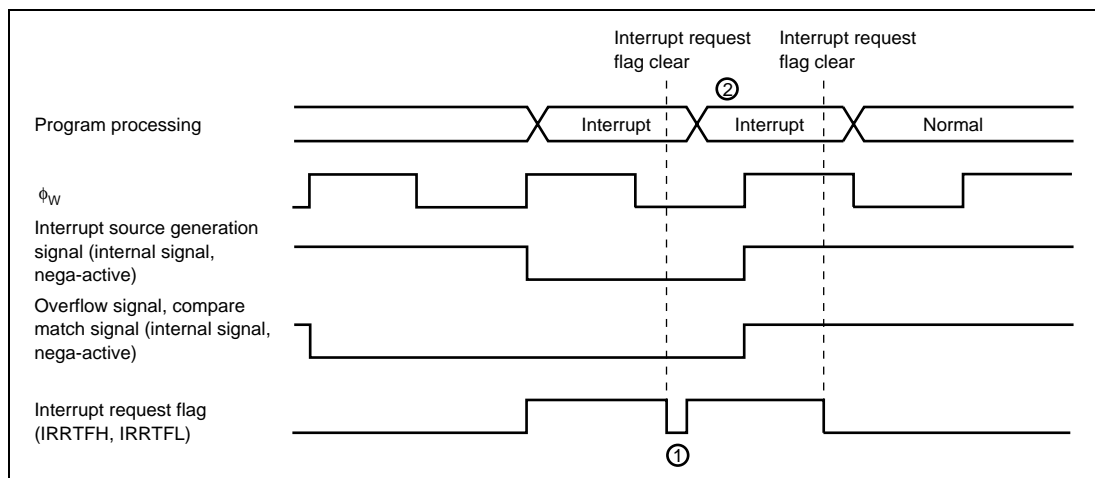 Interrupt request
flag clear
Interrupt request
flag clear
②
Program processing
Interrupt
Interrupt
Normal
ϕW
Interrupt source generation
signal (internal signal,
nega-active)
Overflow signal, compare
match signal (internal signal,
nega-active)
Interrupt request flag
(IRRTFH, IRRTFL)
①